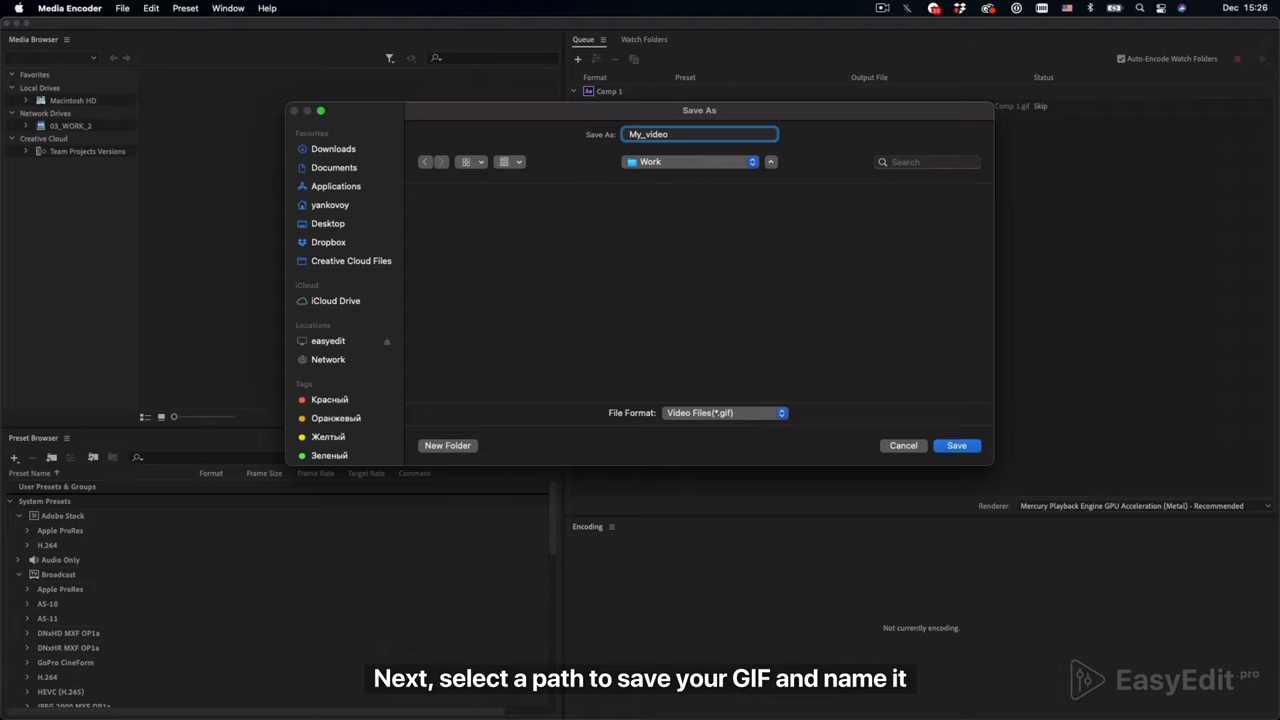 Media Encoder File Edit Preset Window Help Dec 15:26
Media Browser
Queue Watch Folders
Auto-Encode Watch Folders
Format Preset Output File Status
Comp 1
Comp 1.gif Skip
Favorites
Local Drives
Macintosh HD
Network Drives
03_WORK_2
Creative Cloud
Team Projects Versions
Save As
Save As: My_video
Work
Search
Favorites
Downloads
Documents
Applications
yankovoy
Desktop
Dropbox
Creative Cloud Files
iCloud
iCloud Drive
Locations
easyedit
Network
Tags
Красный
Оранжевый
Желтый
Зеленый
File Format: Video Files(*.gif)
New Folder Cancel Save
Preset Browser
Preset Name Format Frame Size Frame Rate Target Rate Comment
User Presets & Groups
System Presets
Adobe Stock
Apple ProRes
H.264
Audio Only
Broadcast
Apple ProRes
AS-10
AS-11
DNxHD MXF OP1a
DNxHR MXF OP1a
GoPro CineForm
H.264
HEVC (H.265)
JPEG 2000 MXF OP1a
Renderer: Mercury Playback Engine GPU Acceleration (Metal) - Recommended
Encoding
Not currently encoding.
Next, select a path to save your GIF and name it
EasyEdit.pro